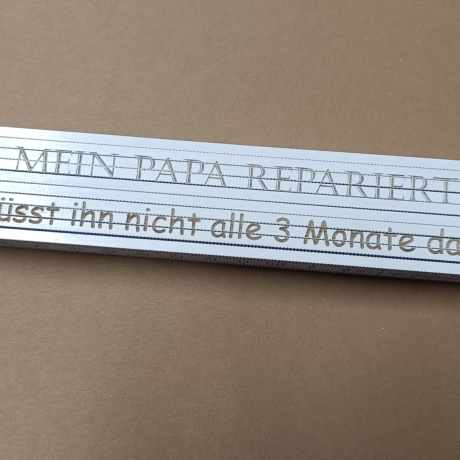 MEIN PAPA REPARIERT
üsst ihn nicht alle 3 Monate da